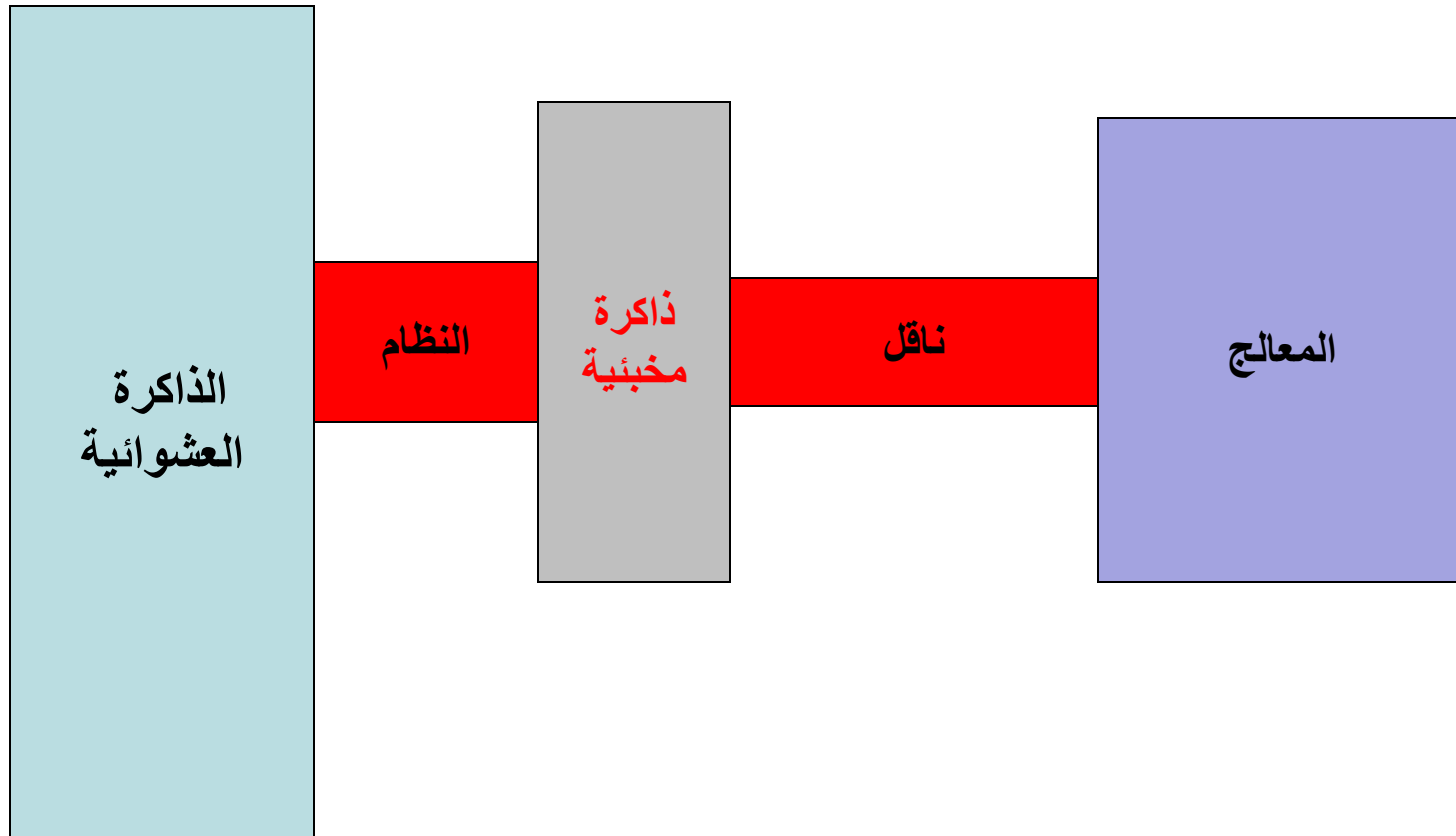 المعالج
ناقل
ذاكرة
مخبئية
النظام
الذاكرة
العشوائية